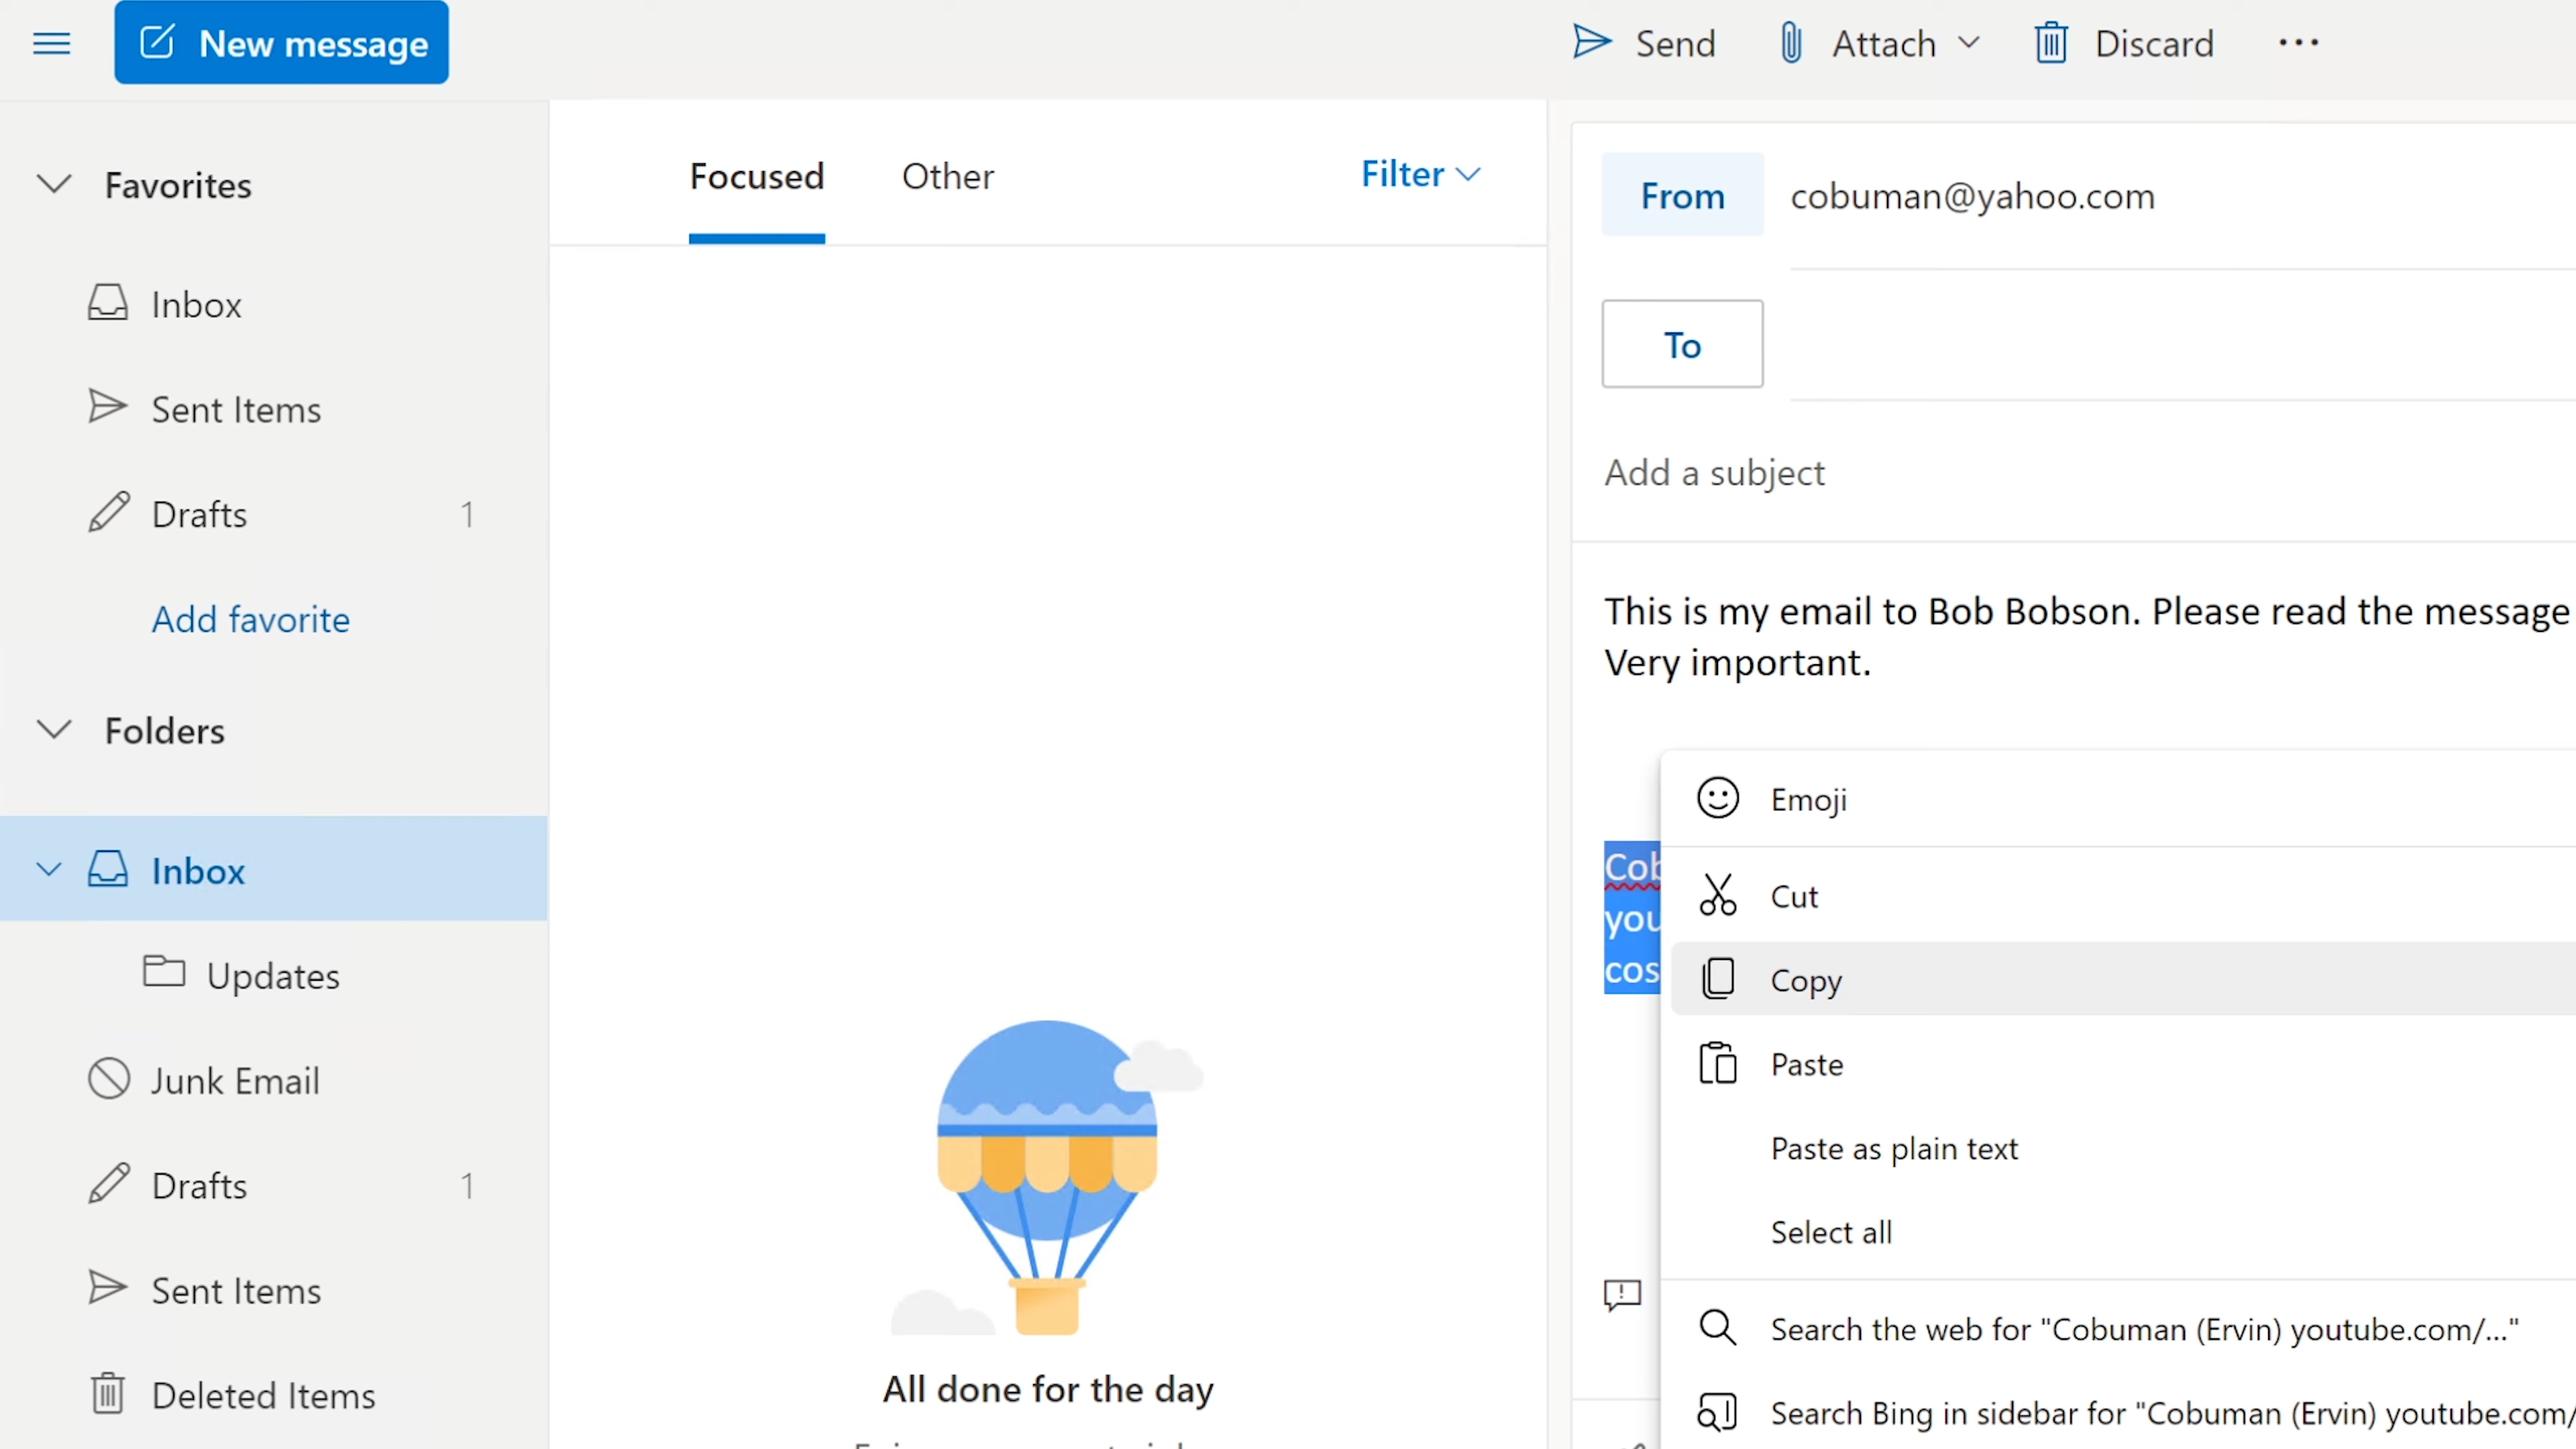 New message
Send
Attach
Discard
Favorites
Inbox
Sent Items
Drafts 1
Add favorite
Folders
Inbox
Updates
Junk Email
Drafts 1
Sent Items
Deleted Items
Focused Other Filter
All done for the day
From cobuman@yahoo.com
To
Add a subject
This is my email to Bob Bobson. Please read the message
Very important.
Cob
you
cos
Emoji
Cut
Copy
Paste
Paste as plain text
Select all
Search the web for "Cobuman (Ervin) youtube.com/..."
Search Bing in sidebar for "Cobuman (Ervin) youtube.com/